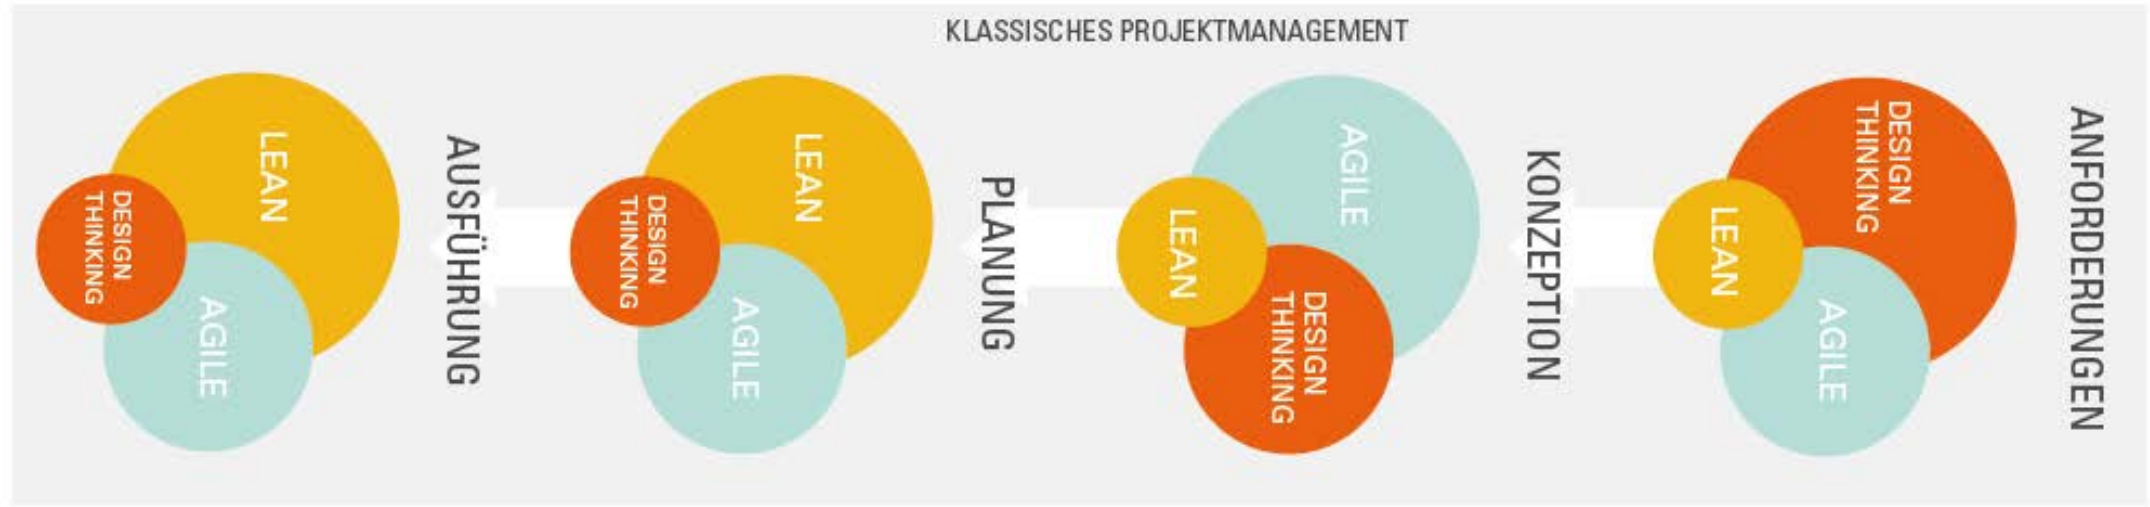 KLASSISCHES PROJEKTMANAGEMENT
ANFORDERUNGEN
DESIGN
THINKING
LEAN
AGILE
KONZEPTION
AGILE
LEAN
DESIGN
THINKING
PLANUNG
LEAN
DESIGN
THINKING
AGILE
AUSFÜHRUNG
LEAN
DESIGN
THINKING
AGILE